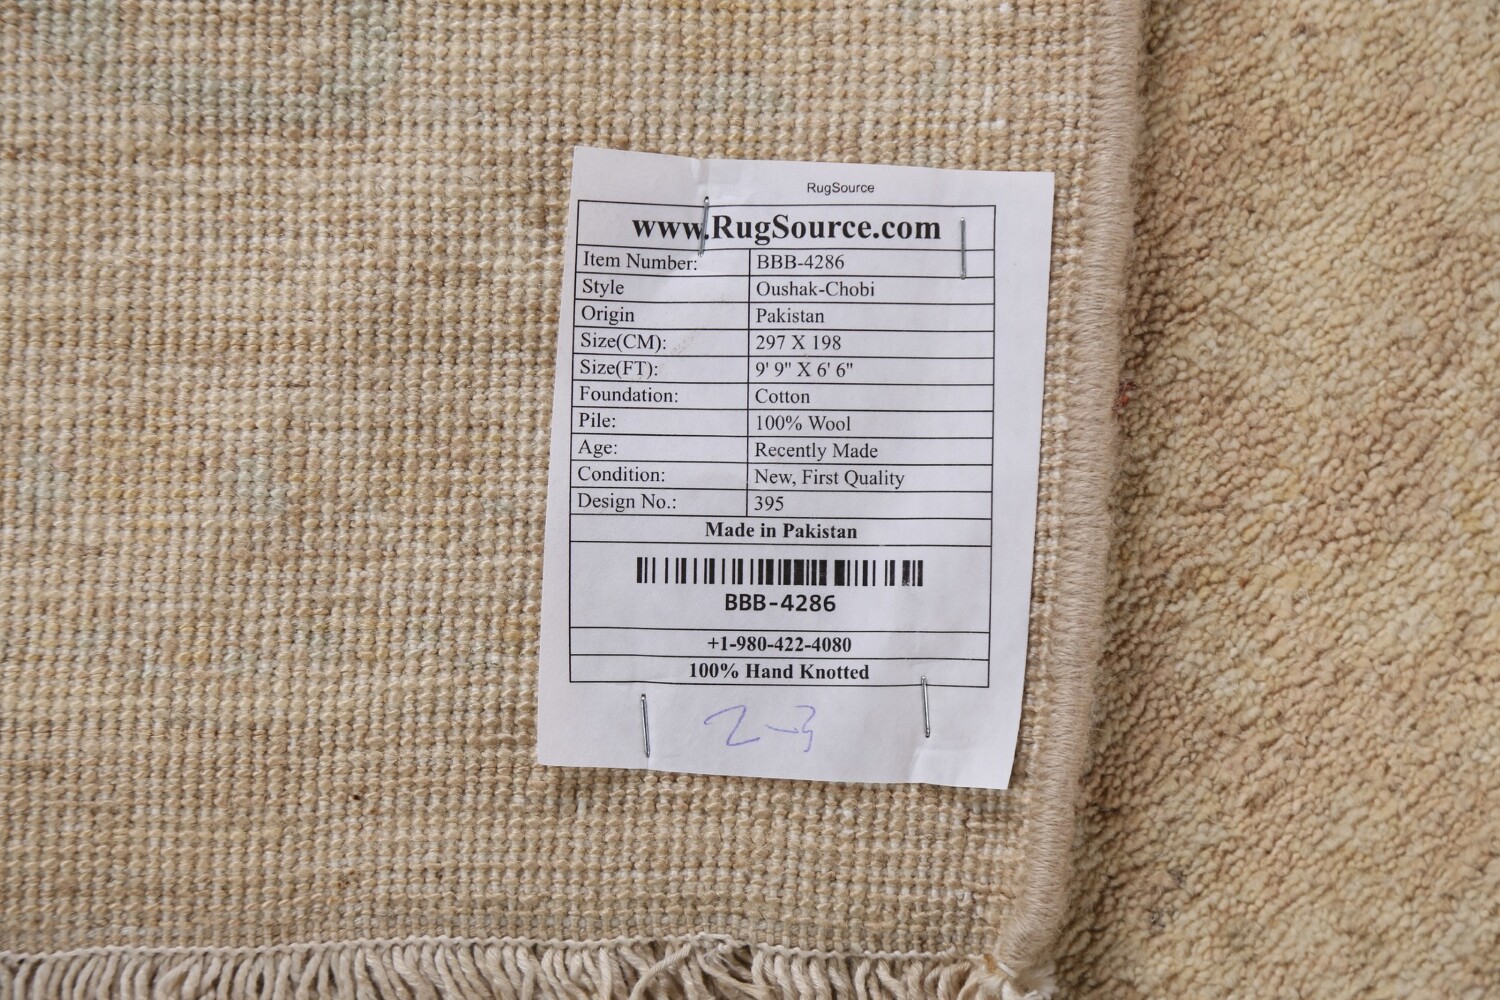 RugSource
www.RugSource.com
Item Number: BBB-4286
Style Oushak-Chobi
Origin Pakistan
Size(CM): 297 X 198
Size(FT): 9' 9" X 6' 6"
Foundation: Cotton
Pile: 100% Wool
Age: Recently Made
Condition: New, First Quality
Design No.: 395
Made in Pakistan
BBB-4286
+1-980-422-4080
100% Hand Knotted
2-3